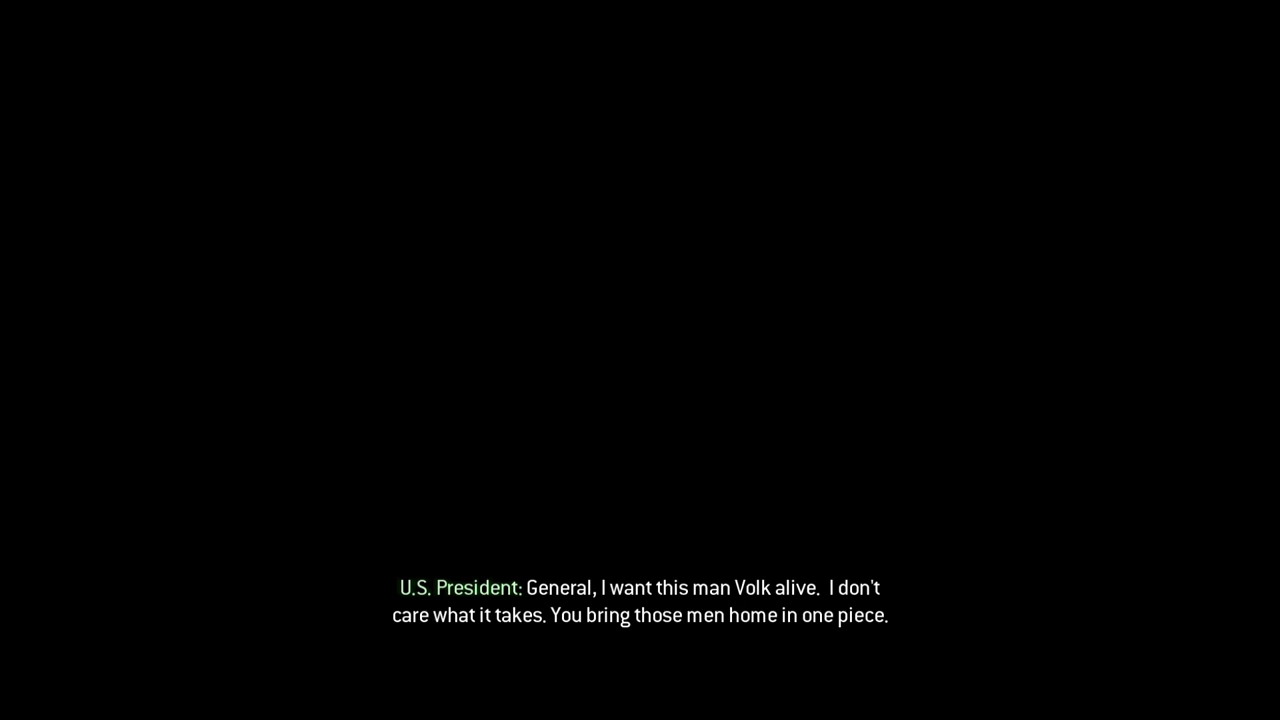 U.S. President: General, I want this man Volk alive.  I don't
care what it takes. You bring those men home in one piece.